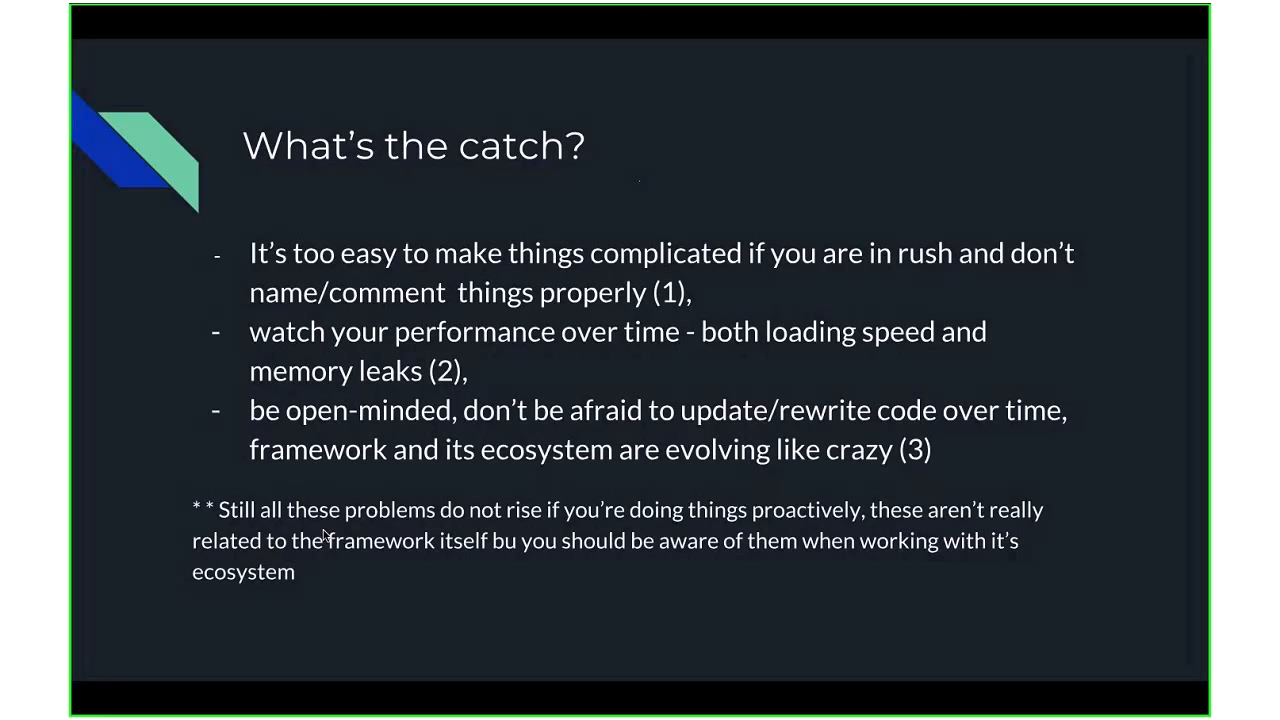 What's the catch?
- It's too easy to make things complicated if you are in rush and don't
name/comment things properly (1),
- watch your performance over time - both loading speed and
memory leaks (2),
- be open-minded, don't be afraid to update/rewrite code over time,
framework and its ecosystem are evolving like crazy (3)
* * Still all these problems do not rise if you're doing things proactively, these aren't really
related to the framework itself bu you should be aware of them when working with it's
ecosystem